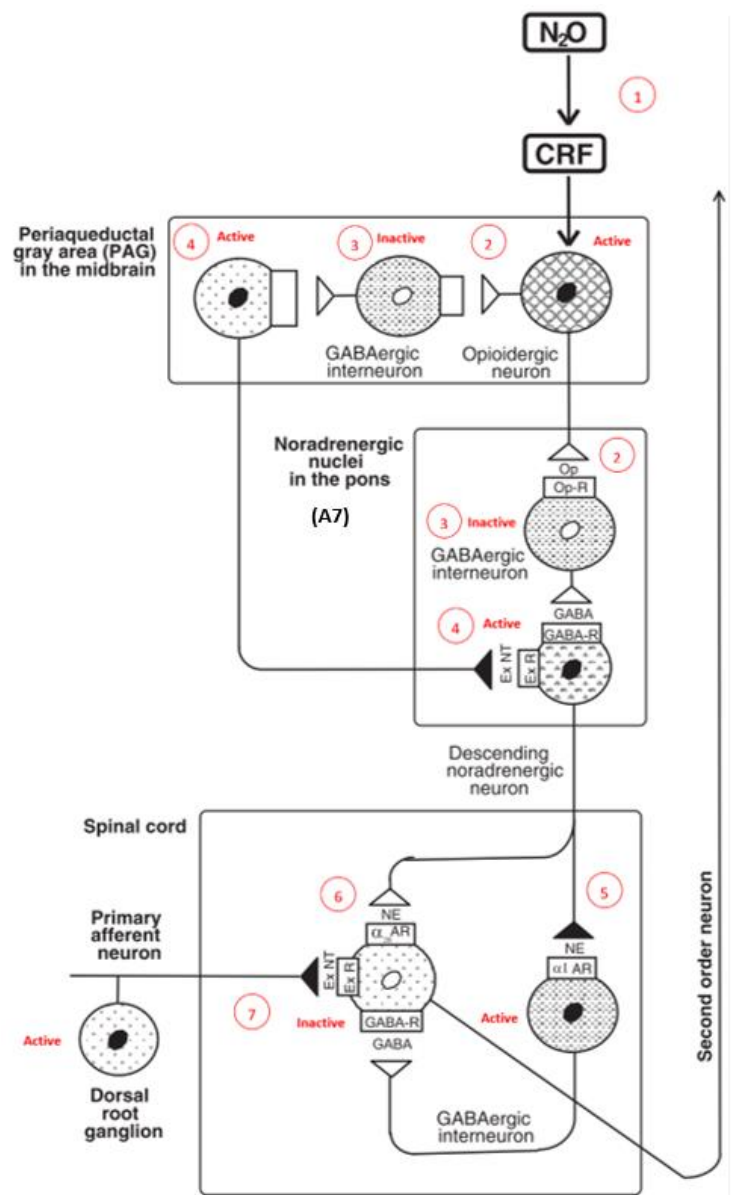 N₂O
1
CRF
Periaqueductal
gray area (PAG)
in the midbrain
4 Active
3 Inactive
2 Active
GABAergic
interneuron
Opioidergic
neuron
Noradrenergic
nuclei
in the pons
(A7)
2
Op
Op-R
3 Inactive
GABAergic
interneuron
GABA
4 Active
GABA-R
Ex NT
Ex R
Descending
noradrenergic
neuron
Spinal cord
6
5
NE
α AR
NE
α1 AR
Primary
afferent
neuron
Ex NT
Ex R
7
Inactive
GABA-R
GABA
Active
Active
Dorsal
root
ganglion
GABAergic
interneuron
Second order neuron